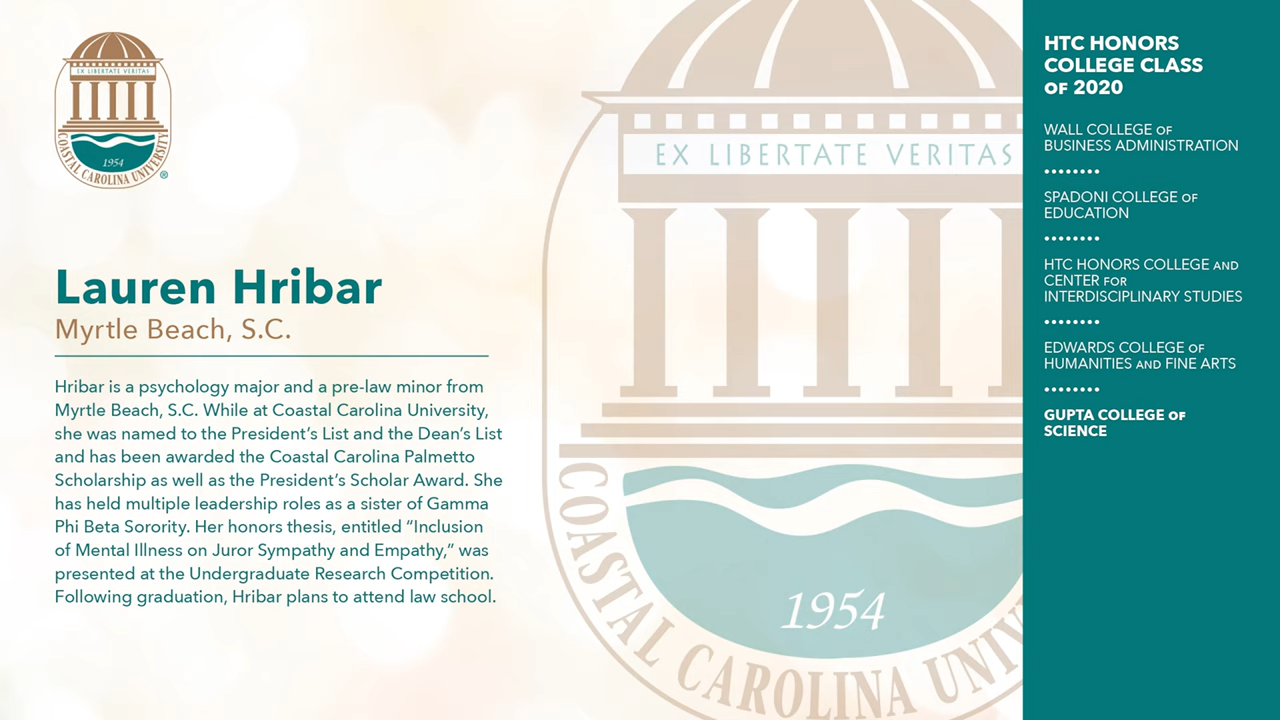 EX LIBERTATE VERITAS
1954
COASTAL CAROLINA UNIVERSITY
®
Lauren Hribar
Myrtle Beach, S.C.
Hribar is a psychology major and a pre-law minor from
Myrtle Beach, S.C. While at Coastal Carolina University,
she was named to the President’s List and the Dean’s List
and has been awarded the Coastal Carolina Palmetto
Scholarship as well as the President’s Scholar Award. She
has held multiple leadership roles as a sister of Gamma
Phi Beta Sorority. Her honors thesis, entitled “Inclusion
of Mental Illness on Juror Sympathy and Empathy,” was
presented at the Undergraduate Research Competition.
Following graduation, Hribar plans to attend law school.
EX LIBERTATE VERITAS
1954
COASTAL CAROLINA UNIV
HTC HONORS
COLLEGE CLASS
OF 2020
WALL COLLEGE OF
BUSINESS ADMINISTRATION
SPADONI COLLEGE OF
EDUCATION
HTC HONORS COLLEGE AND
CENTER FOR
INTERDISCIPLINARY STUDIES
EDWARDS COLLEGE OF
HUMANITIES AND FINE ARTS
GUPTA COLLEGE OF
SCIENCE